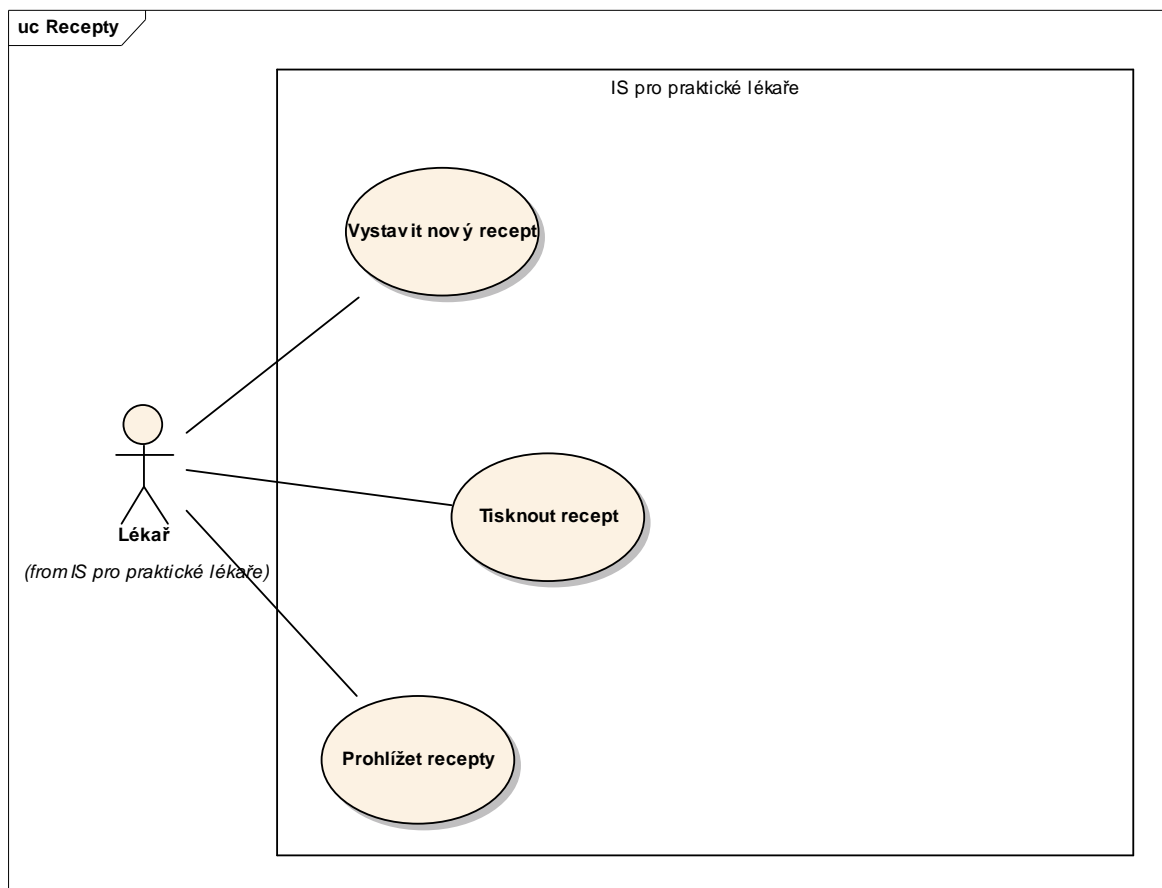 uc Recepty
IS pro praktické lékaře
Vystavit nový recept
Tisknout recept
Lékař
(from IS pro praktické lékaře)
Prohlížet recepty